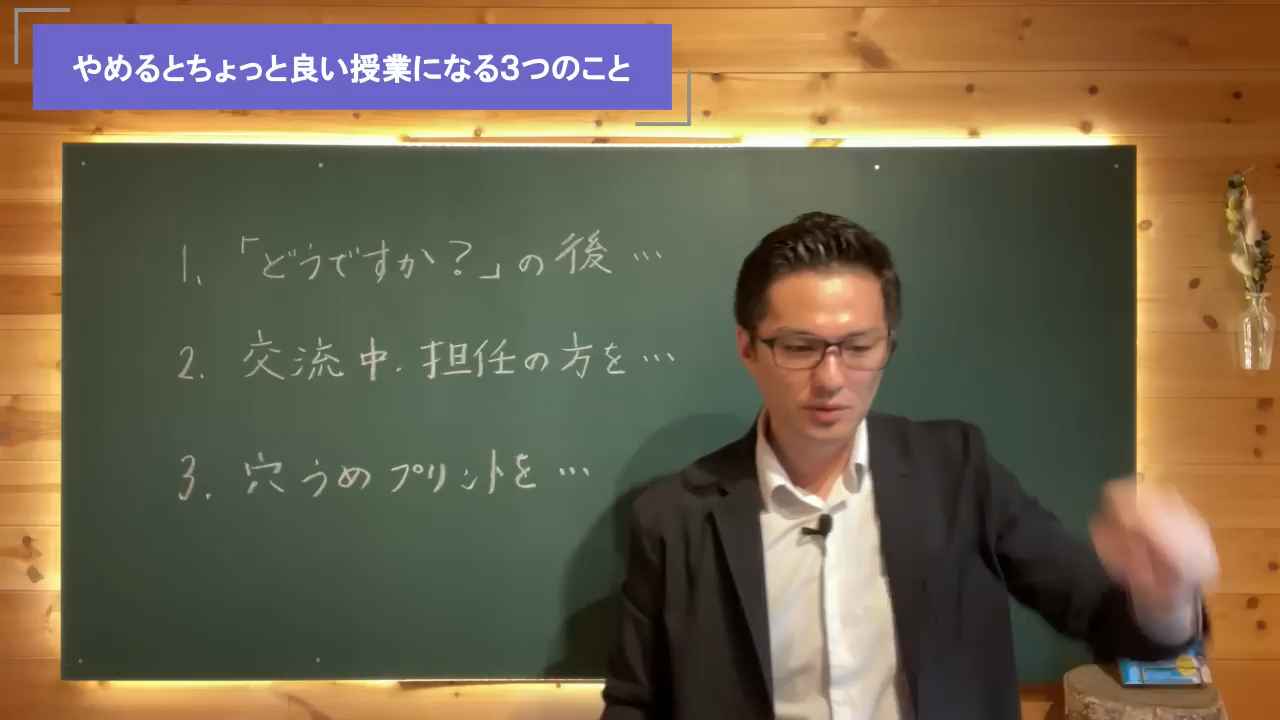 やめるとちょっと良い授業になる3つのこと
1. 「どうですか？」の後…
2. 交流中.担任の方を…
3. 穴うめプリントを…